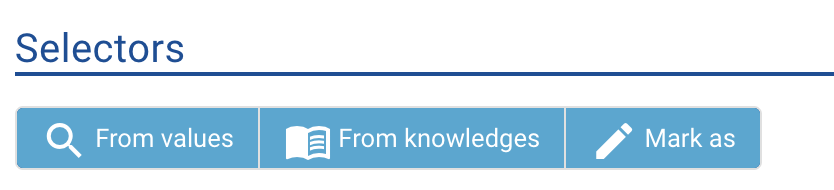 Selectors
From values From knowledges Mark as